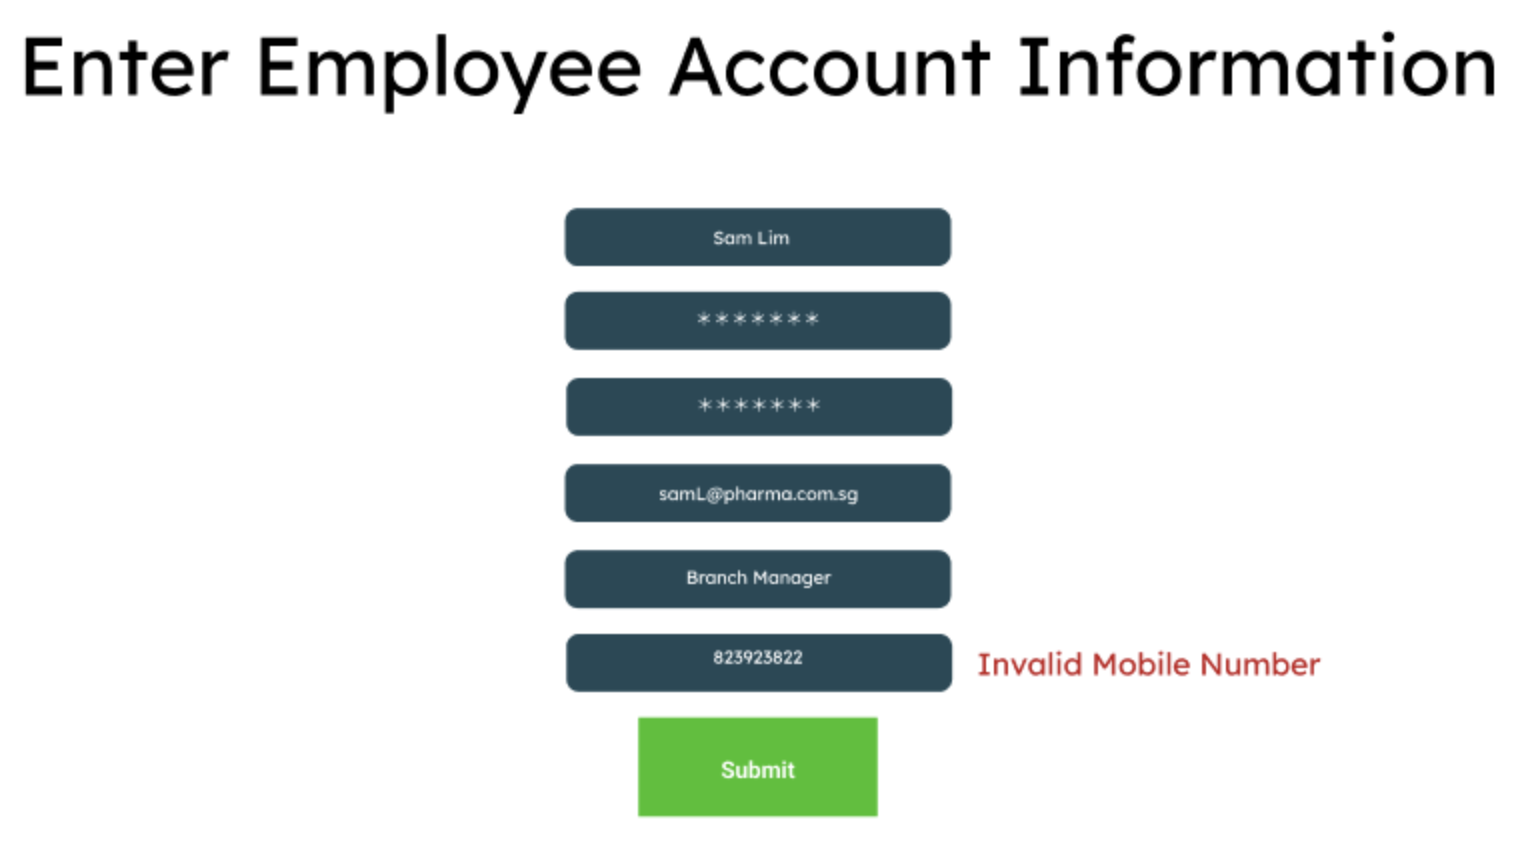 Enter Employee Account Information
Sam Lim
*******
*******
samL@pharma.com.sg
Branch Manager
823923822 Invalid Mobile Number
Submit